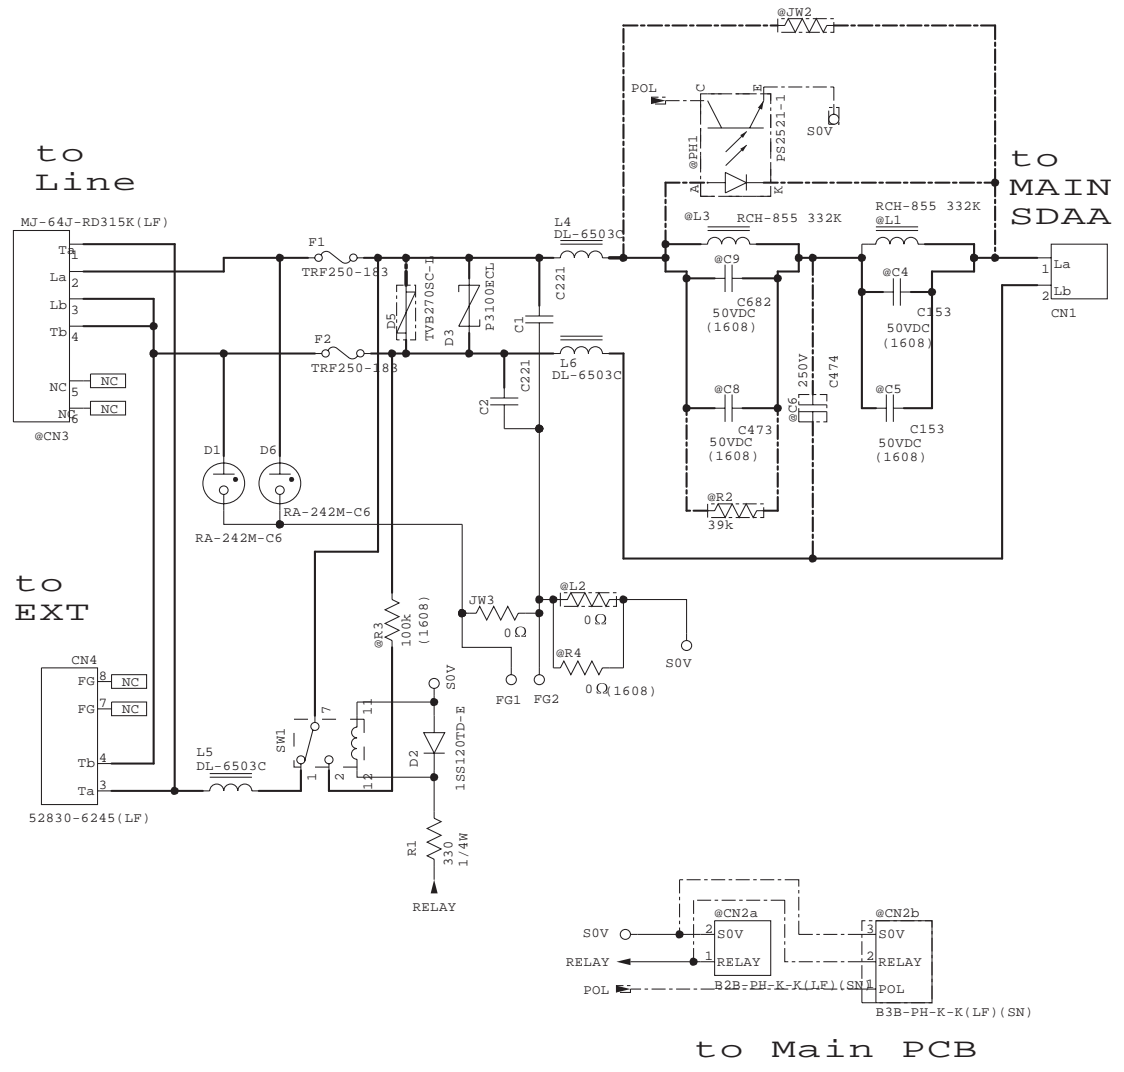 @JW2
POL
C
E
S0V
@PH1
PS2521-1
A
K
to
Line
to
MAIN
SDAA
MJ-64J-RD315K(LF)
Ta
1
La
2
Lb
3
Tb
4
NC
5
NC
NC
6
NC
@CN3
F1
TRF250-183
F2
TRF250-183
D5
TVB270SC-L
D3
P3100ECL
C1
C221
C2
C221
L4
DL-6503C
L6
DL-6503C
@L3
RCH-855 332K
@C9
C682
50VDC
(1608)
@C8
C473
50VDC
(1608)
@R2
39k
@C6
250V
C474
RCH-855 332K
@L1
@C4
C153
50VDC
(1608)
@C5
C153
50VDC
(1608)
1
La
2
Lb
CN1
D1
RA-242M-C6
D6
RA-242M-C6
to
EXT
CN4
FG
8
NC
FG
7
NC
Tb
4
Ta
3
52830-6245(LF)
L5
DL-6503C
SW1
7
1
2
11
12
@R3
100k
(1608)
JW3
0Ω
FG1
FG2
@L2
0Ω
@R4
0Ω(1608)
S0V
S0V
D2
1SS120TD-E
R1
330
1/4W
RELAY
@CN2a
S0V
2
S0V
RELAY
1
RELAY
B2B-PH-K-K(LF)(SN)
POL
@CN2b
3
S0V
2
RELAY
1
POL
B3B-PH-K-K(LF)(SN)
to Main PCB